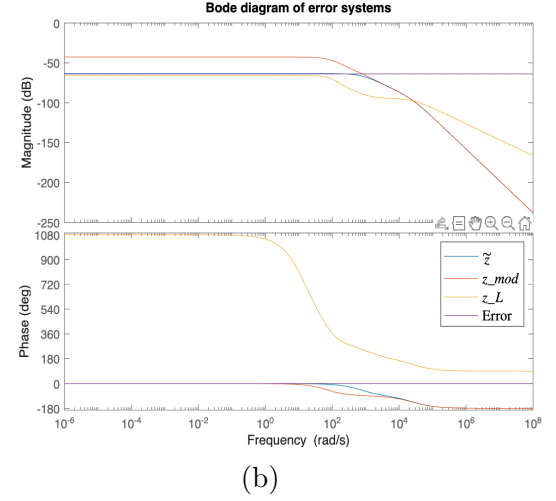 Bode diagram of error systems
0
-50
-100
-150
-200
-250
Magnitude (dB)
1080
900
720
540
360
180
0
-180
Phase (deg)
z̃
z_mod
z_L
Error
10^-6 10^-4 10^-2 10^0 10^2 10^4 10^6 10^8
Frequency (rad/s)
(b)